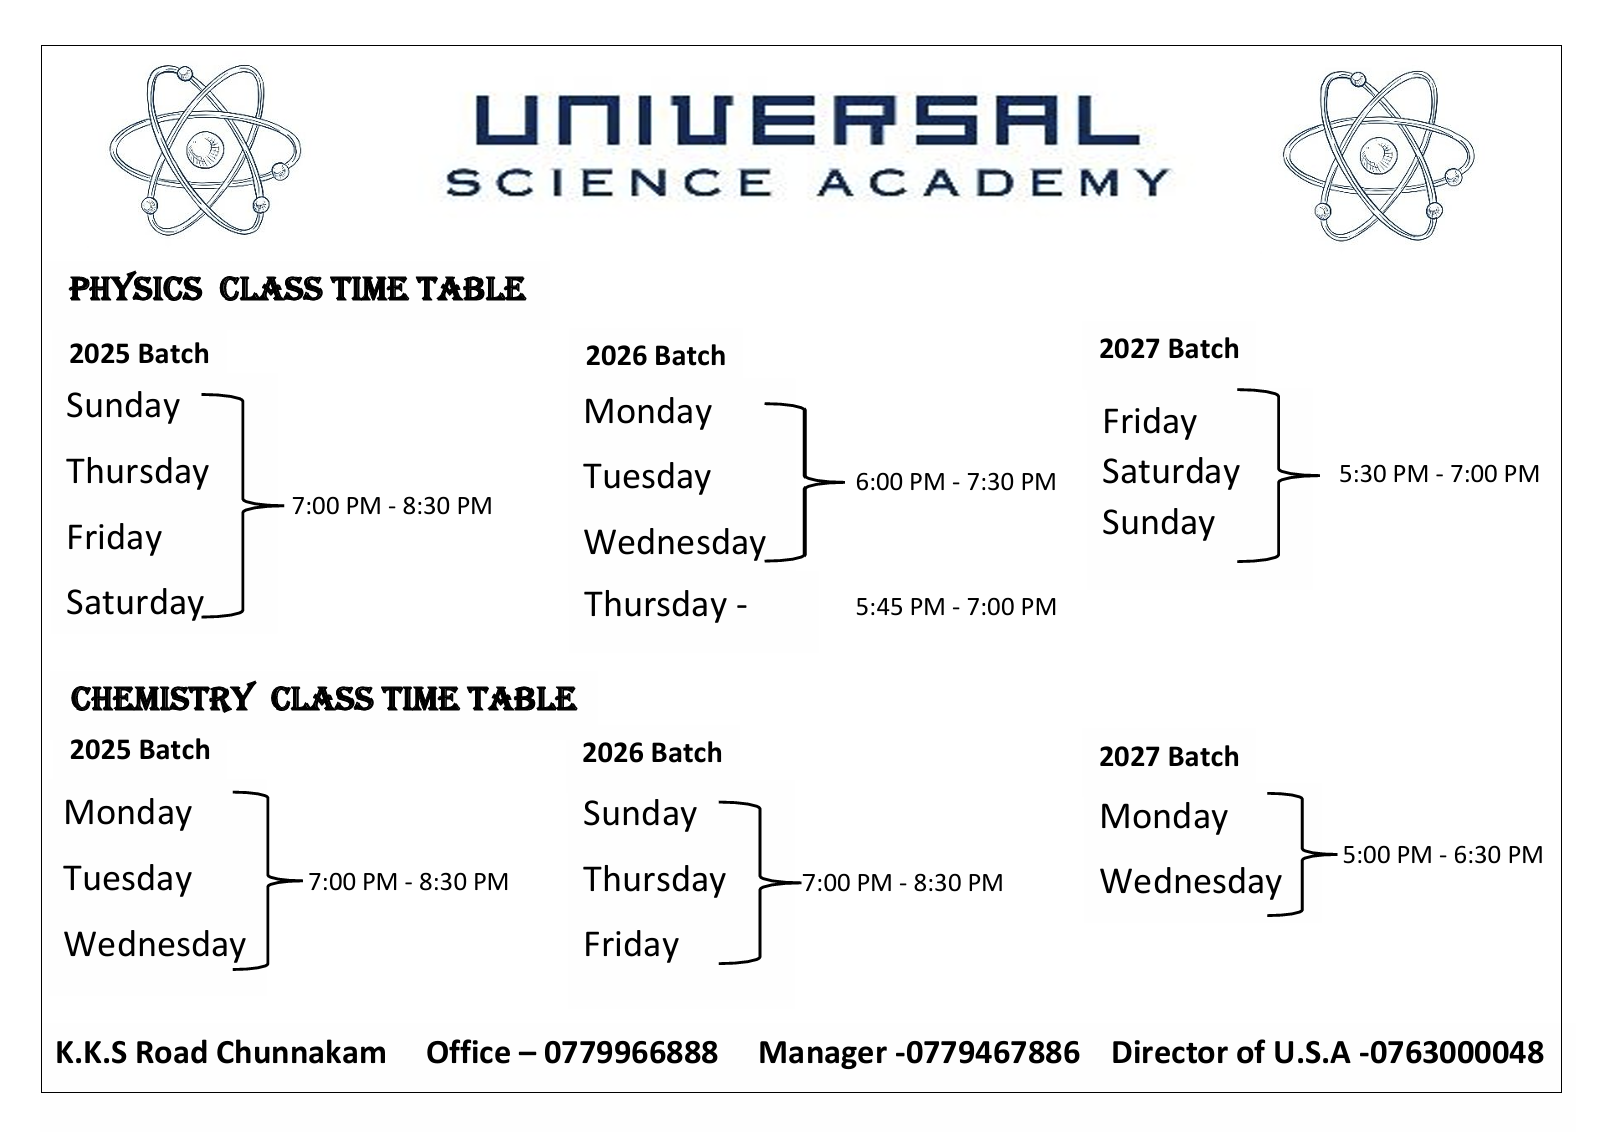 UNIVERSAL
SCIENCE ACADEMY
PHYSICS CLASS TIME TABLE
2025 Batch
Sunday
Thursday
Friday
Saturday
7:00 PM - 8:30 PM
2026 Batch
Monday
Tuesday
Wednesday
6:00 PM - 7:30 PM
Thursday - 5:45 PM - 7:00 PM
2027 Batch
Friday
Saturday
Sunday
5:30 PM - 7:00 PM
CHEMISTRY CLASS TIME TABLE
2025 Batch
Monday
Tuesday
Wednesday
7:00 PM - 8:30 PM
2026 Batch
Sunday
Thursday
Friday
7:00 PM - 8:30 PM
2027 Batch
Monday
Wednesday
5:00 PM - 6:30 PM
K.K.S Road Chunnakam Office – 0779966888 Manager -0779467886 Director of U.S.A -0763000048